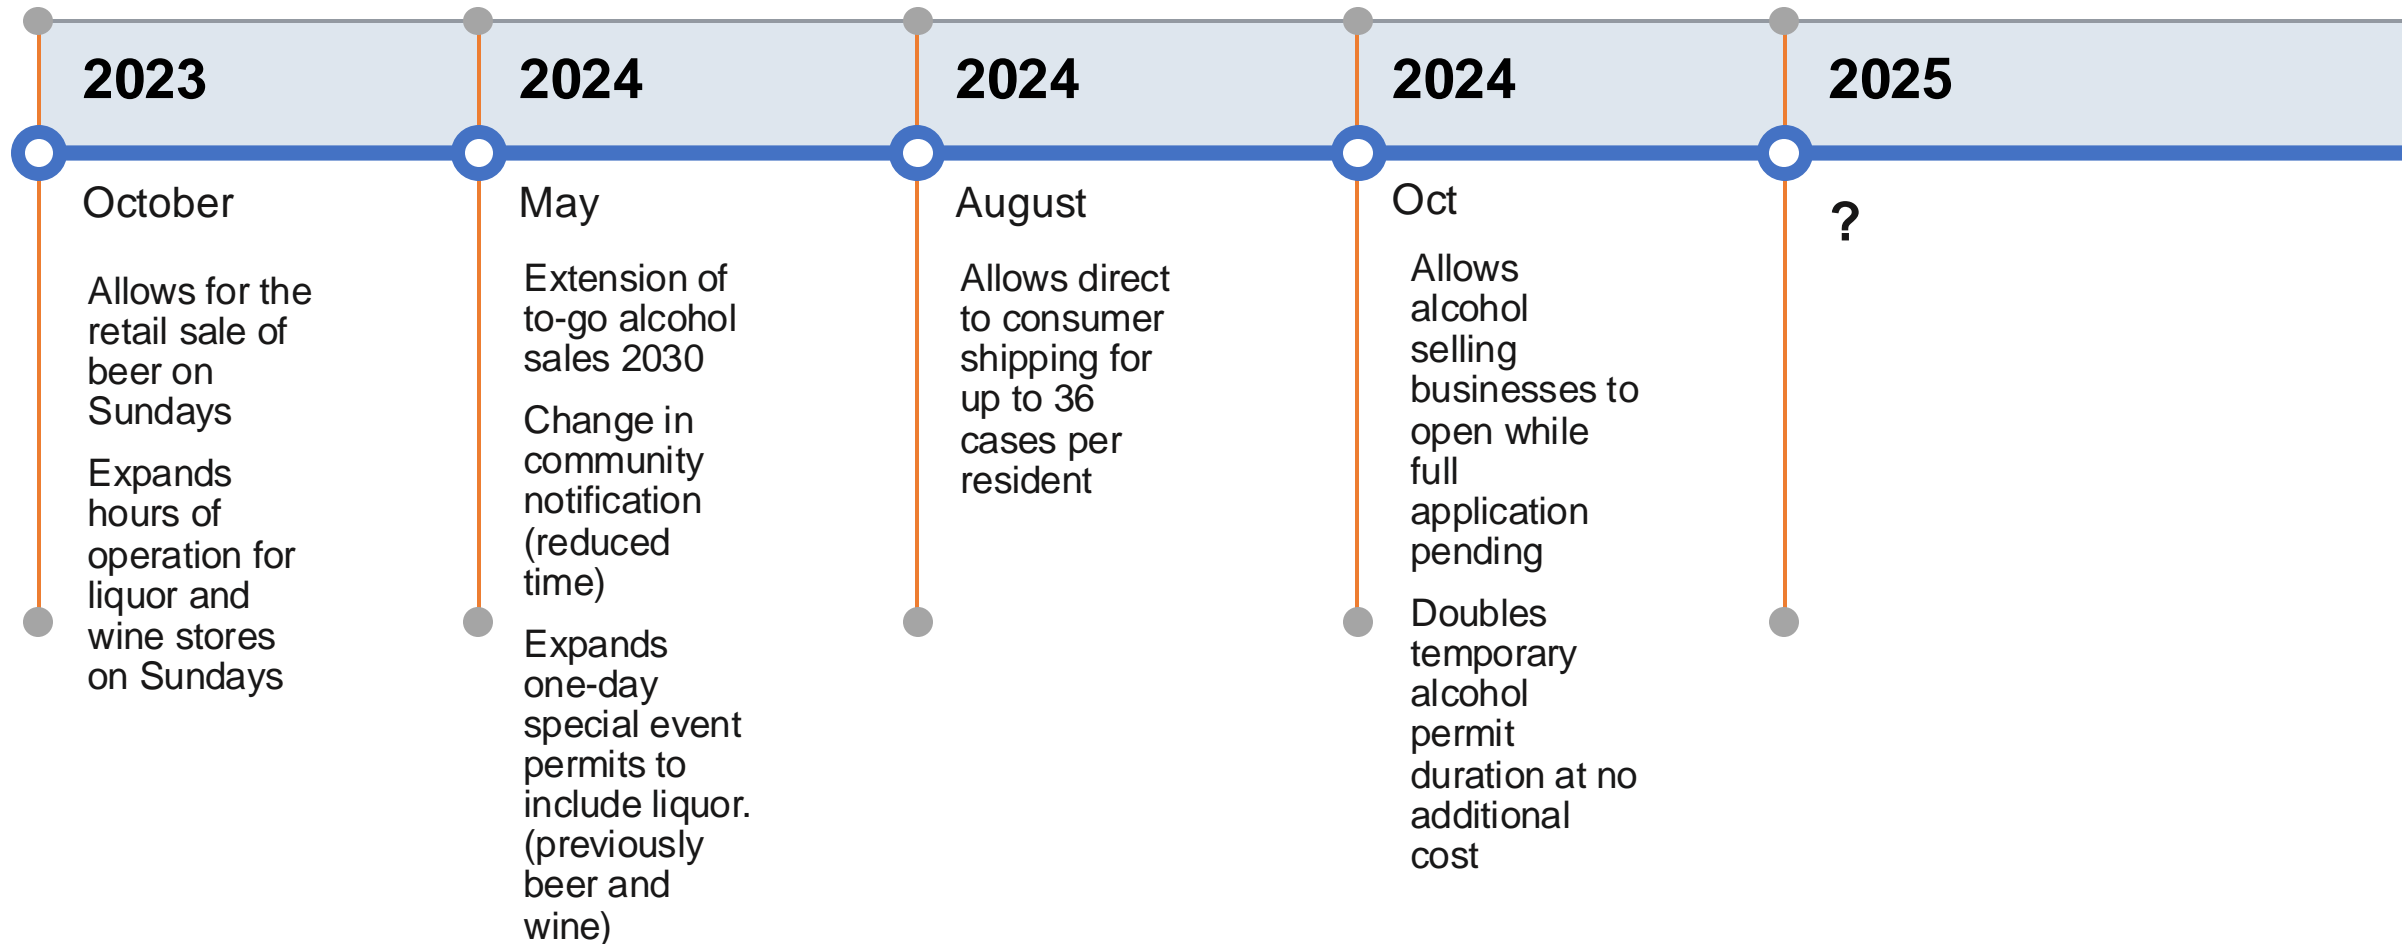 2023
October
Allows for the
retail sale of
beer on
Sundays
Expands
hours of
operation for
liquor and
wine stores
on Sundays
2024
May
Extension of
to-go alcohol
sales 2030
Change in
community
notification
(reduced
time)
Expands
one-day
special event
permits to
include liquor.
(previously
beer and
wine)
2024
August
Allows direct
to consumer
shipping for
up to 36
cases per
resident
2024
Oct
Allows
alcohol
selling
businesses to
open while
full
application
pending
Doubles
temporary
alcohol
permit
duration at no
additional
cost
2025
?